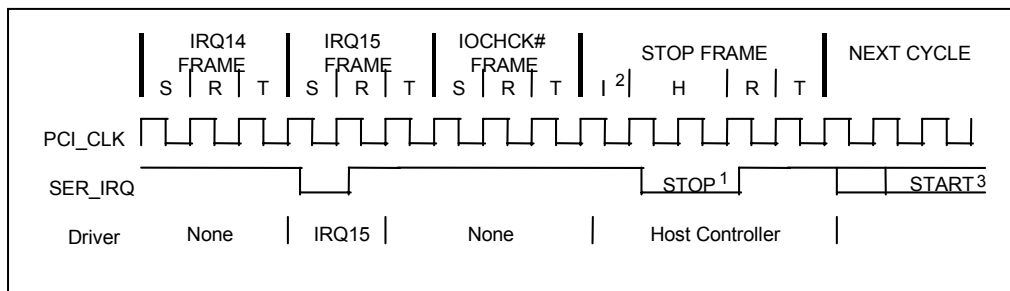 IRQ14 FRAME
IRQ15 FRAME
IOCHCK# FRAME
STOP FRAME
NEXT CYCLE
S R T S R T S R T I 2 H R T
PCI_CLK
SER_IRQ STOP 1 START 3
Driver None IRQ15 None Host Controller